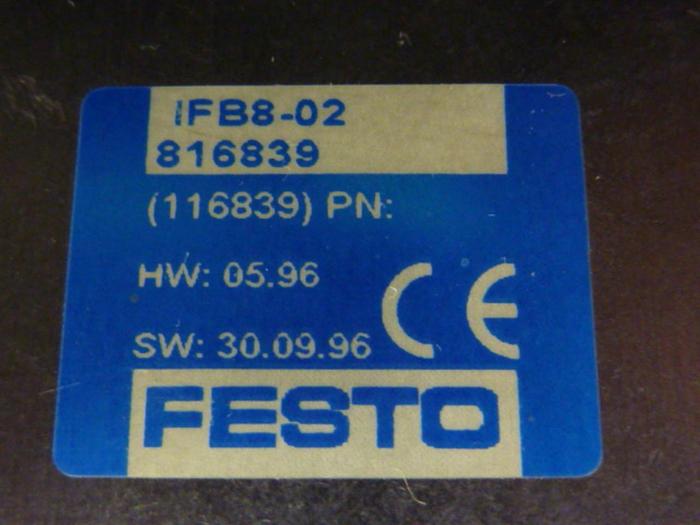 IFB8-02
816839
(116839) PN:
HW: 05.96
SW: 30.09.96
CE
FESTO